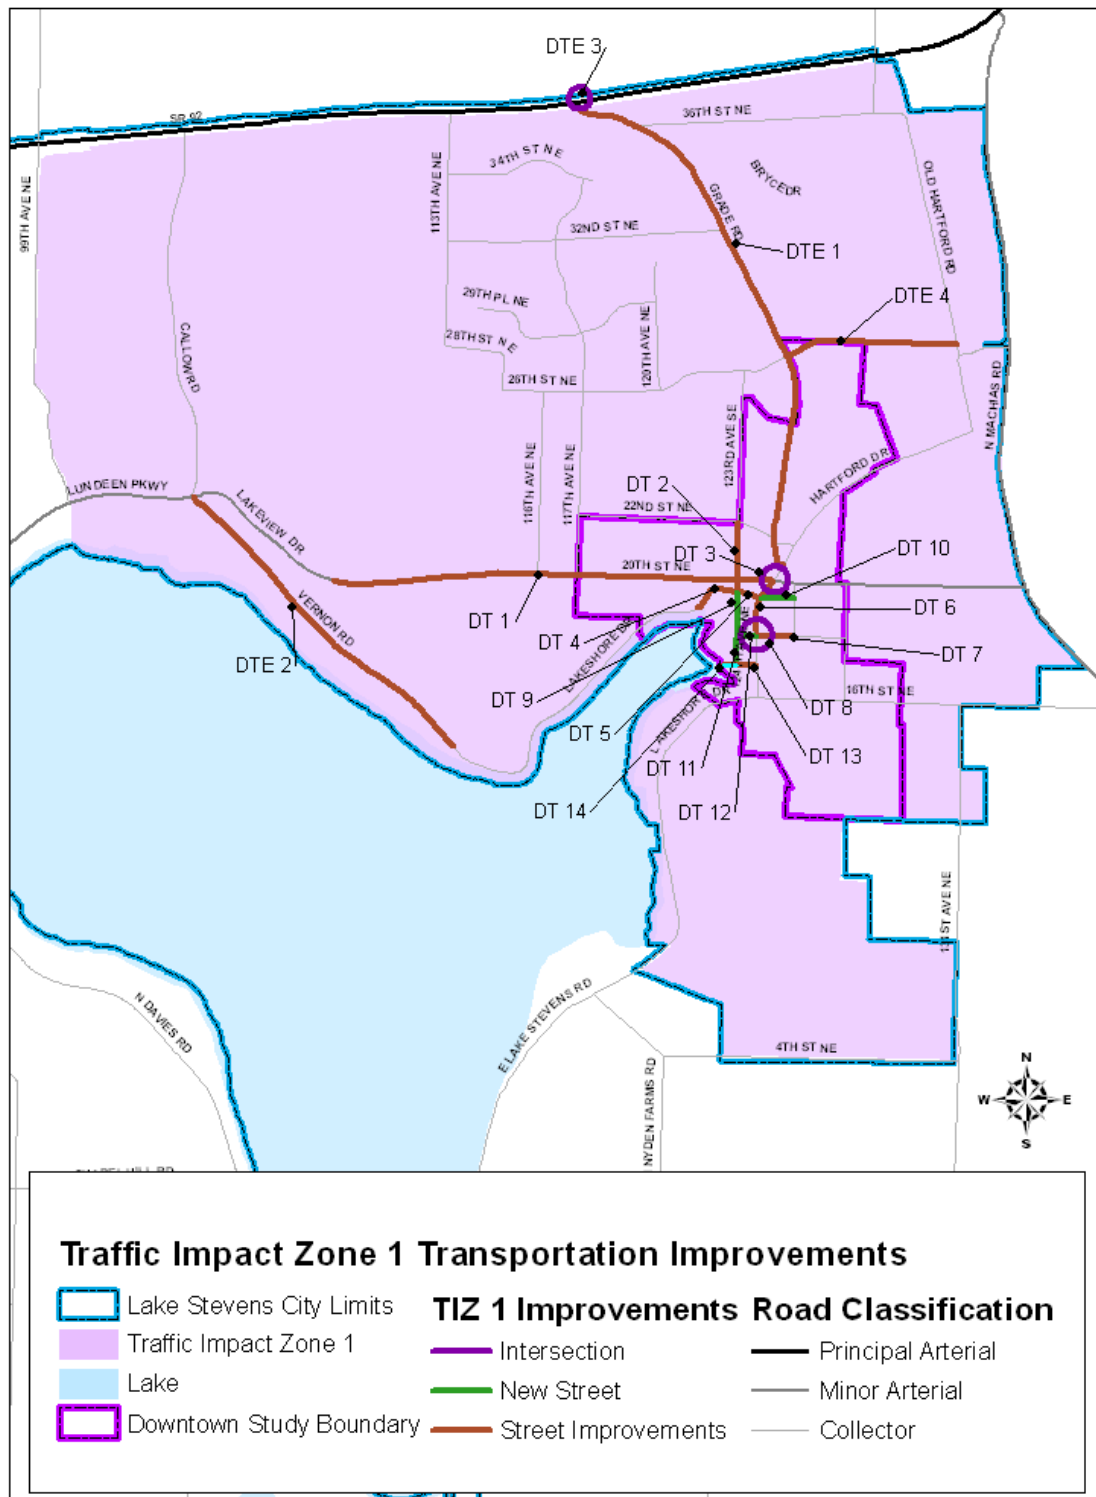 DTE 3
SR 92
36TH ST NE
34TH ST NE
BRYCE DR
99TH AVE NE
113TH AVE NE
GRADE RD
OLD HARTFORD RD
32ND ST NE
DTE 1
29TH PL NE
DTE 4
28TH ST NE
CALLOW RD
120TH AVE NE
N MACHIAS RD
26TH ST NE
123RD AVE SE
HARTFORD DR
LUNDEEN PKWY
LAKEVIEW DR
116TH AVE NE
117TH AVE NE
DT 2
22ND ST NE
DT 3
DT 10
20TH ST NE
VERNON RD
DT 1
DT 4
DT 6
LAKESHORE DR
DTE 2
DT 7
DT 9
16TH ST NE
LAKESHORE DR
DT 8
DT 5
DT 13
DT 11
DT 14
DT 12
131ST AVE NE
N DAVIES RD
E LAKE STEVENS RD
4TH ST NE
NYDEN FARMS RD
N
W E
S
Traffic Impact Zone 1 Transportation Improvements
Lake Stevens City Limits
Traffic Impact Zone 1
Lake
Downtown Study Boundary
TIZ 1 Improvements
Intersection
New Street
Street Improvements
Road Classification
Principal Arterial
Minor Arterial
Collector